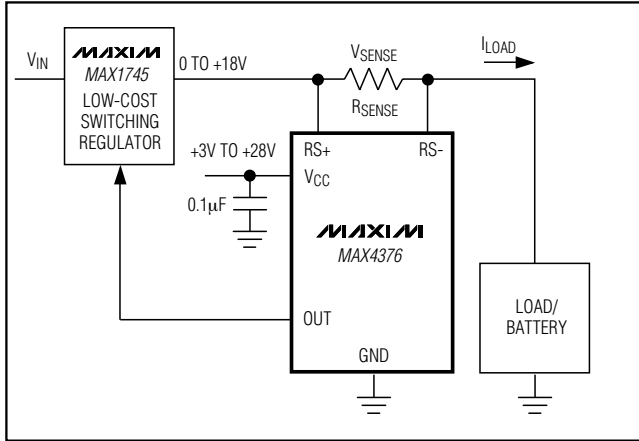 V_IN
MAXIM
MAX1745
LOW-COST
SWITCHING
REGULATOR
0 TO +18V
V_SENSE
R_SENSE
I_LOAD
+3V TO +28V
0.1µF
RS+
RS-
V_CC
MAXIM
MAX4376
OUT
GND
LOAD/
BATTERY